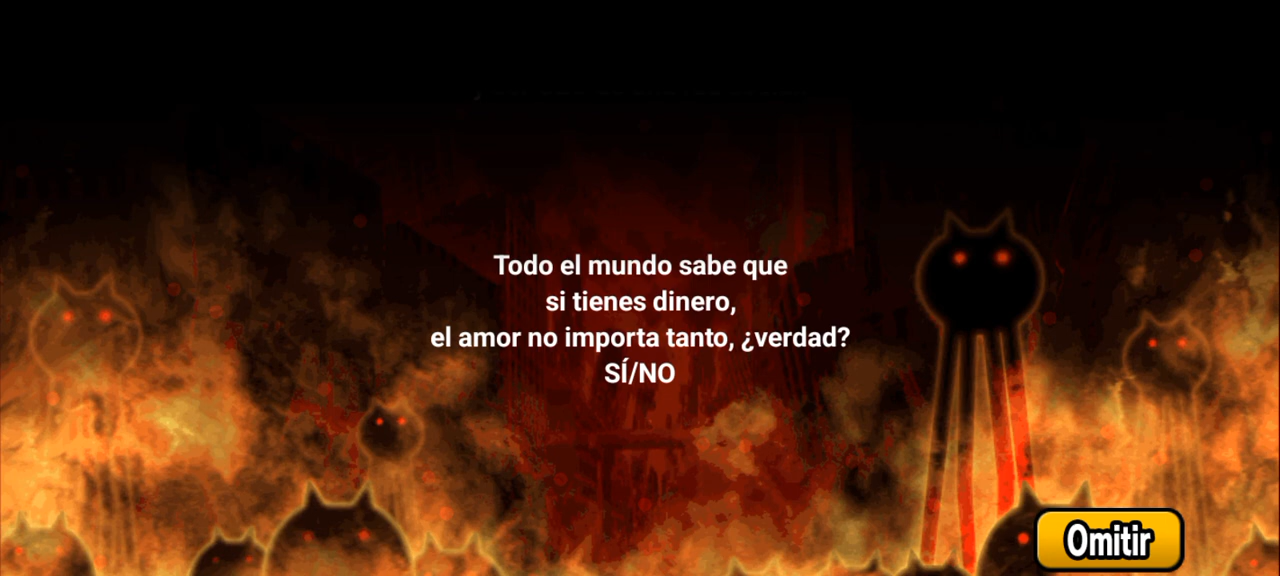 Todo el mundo sabe que
si tienes dinero,
el amor no importa tanto, ¿verdad?
SÍ/NO
Omitir